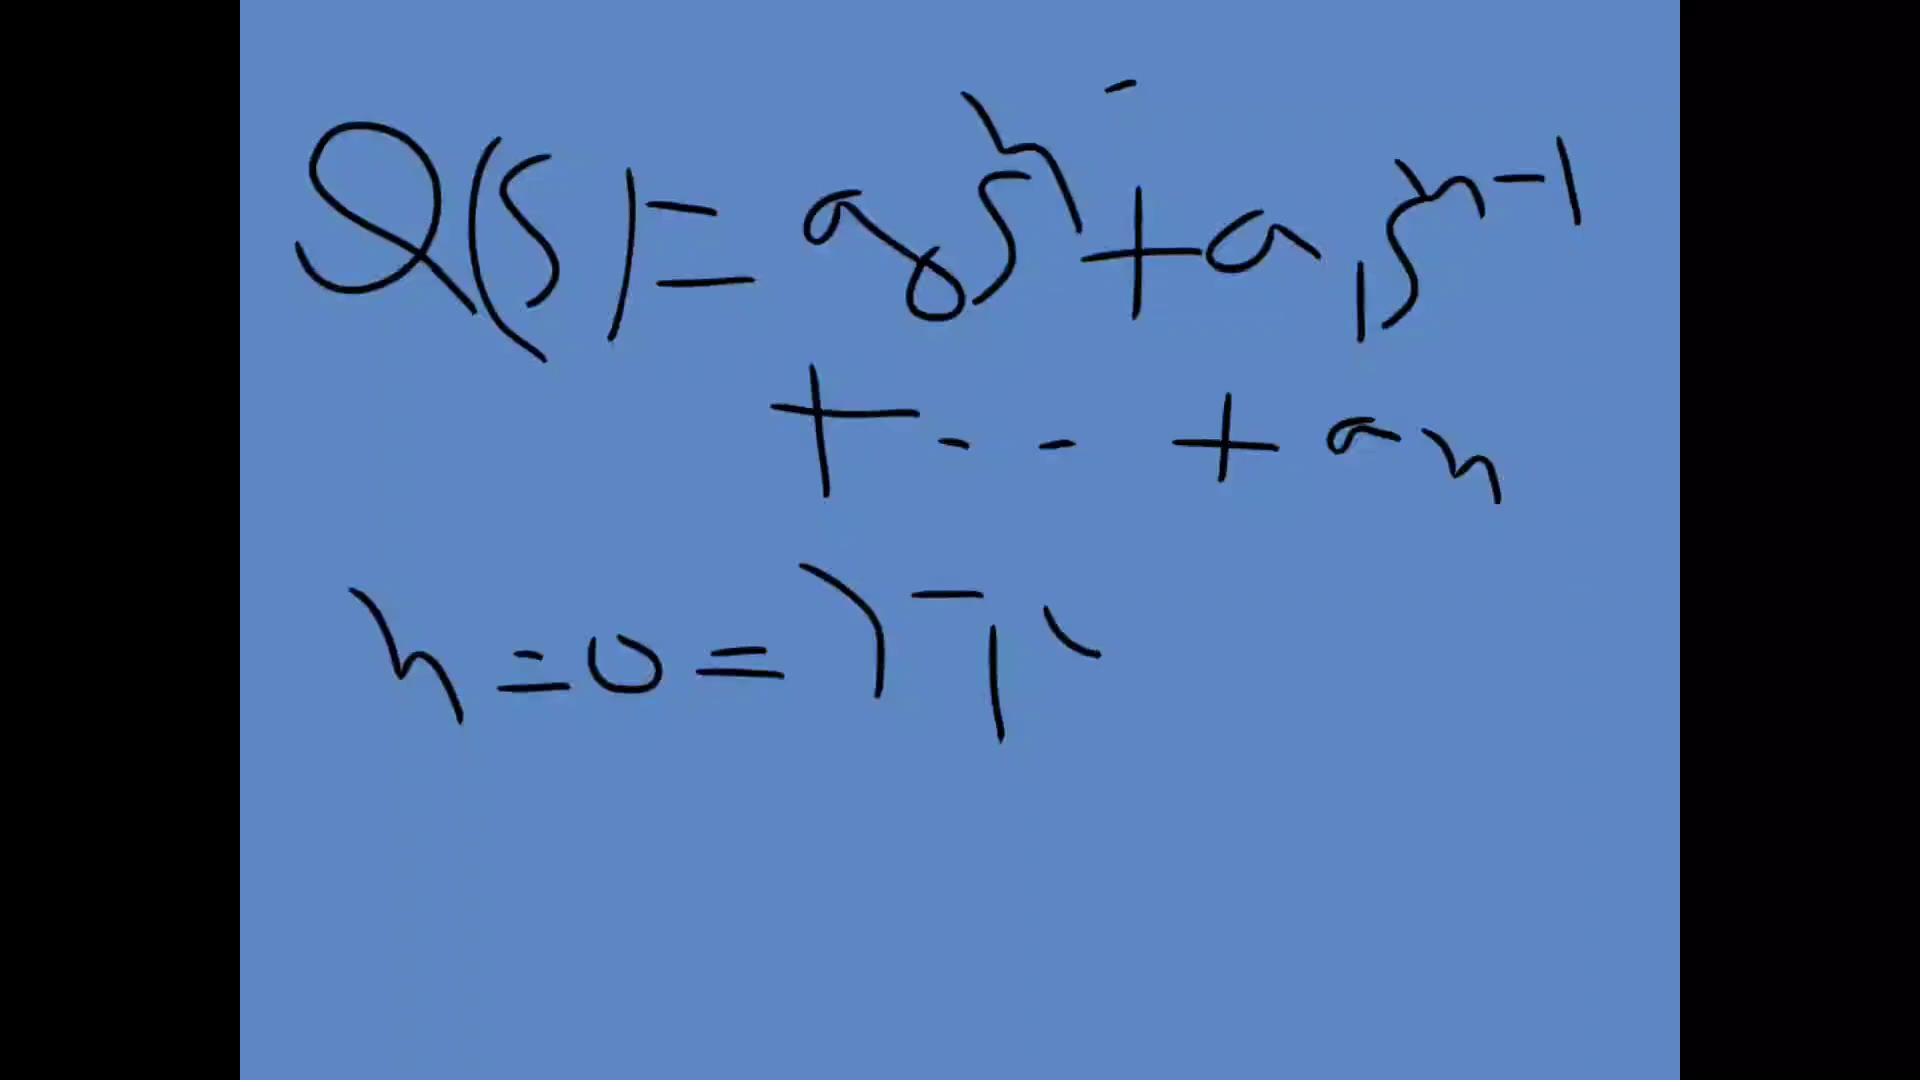 Q(s) = a₀sⁿ + a₁sⁿ⁻¹
+ - - + an
n = 0 =